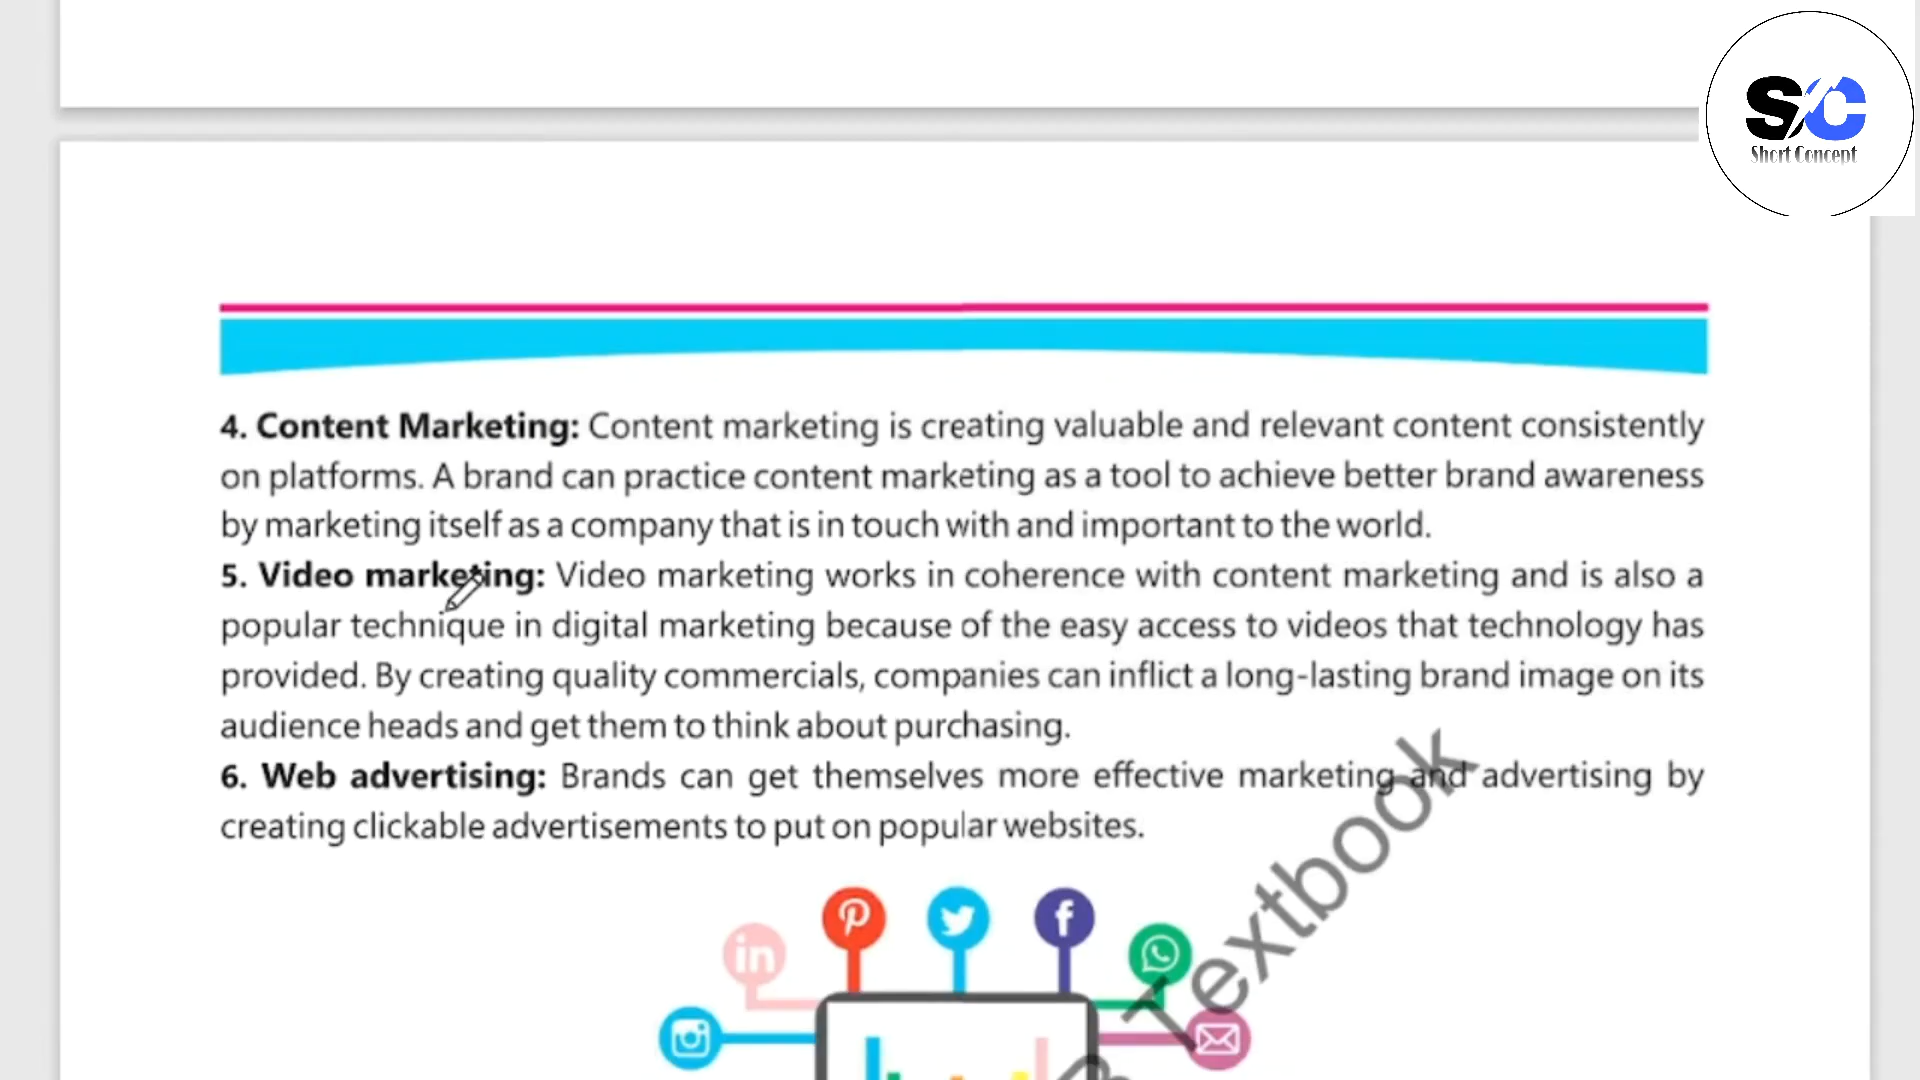 SC
Short Concept
4. Content Marketing: Content marketing is creating valuable and relevant content consistently
on platforms. A brand can practice content marketing as a tool to achieve better brand awareness
by marketing itself as a company that is in touch with and important to the world.
5. Video marketing: Video marketing works in coherence with content marketing and is also a
popular technique in digital marketing because of the easy access to videos that technology has
provided. By creating quality commercials, companies can inflict a long-lasting brand image on its
audience heads and get them to think about purchasing.
6. Web advertising: Brands can get themselves more effective marketing and advertising by
creating clickable advertisements to put on popular websites.
in
f
Textbook